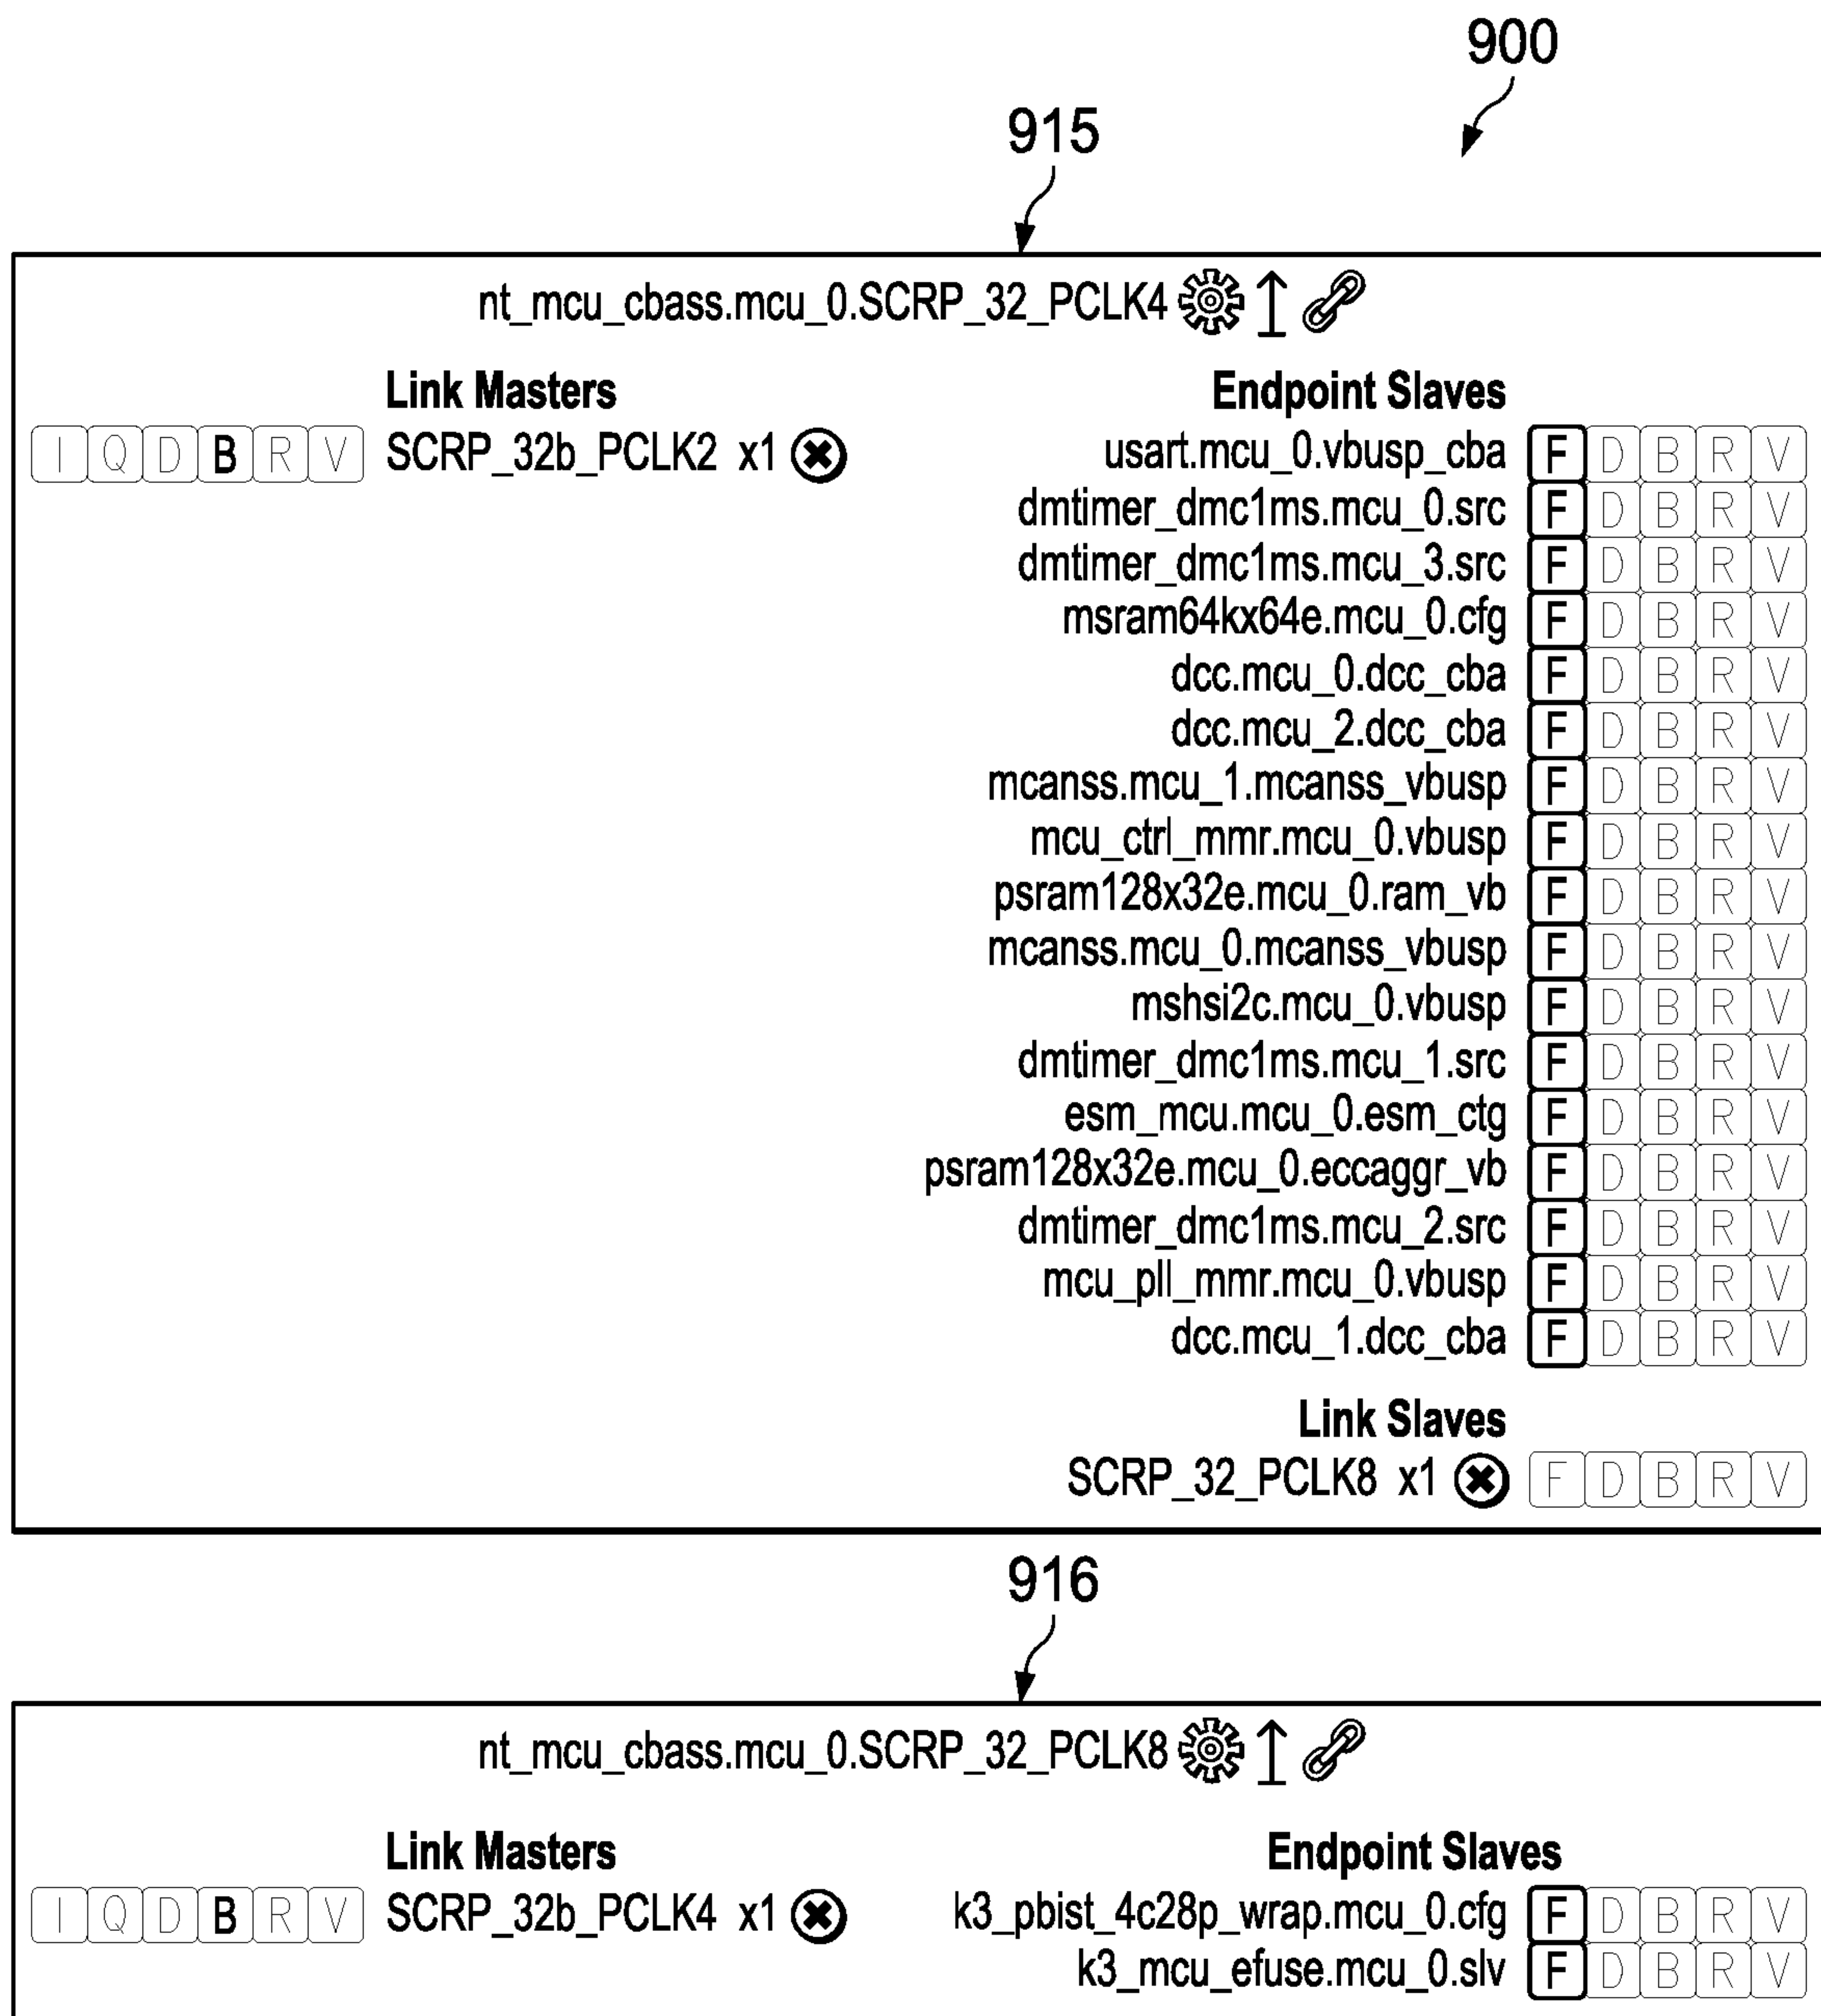 900
915
nt_mcu_cbass.mcu_0.SCRP_32_PCLK4
Link Masters Endpoint Slaves
I Q D B R V SCRP_32b_PCLK2 x1 usart.mcu_0.vbusp_cba F D B R V
dmtimer_dmc1ms.mcu_0.src F D B R V
dmtimer_dmc1ms.mcu_3.src F D B R V
msram64kx64e.mcu_0.cfg F D B R V
dcc.mcu_0.dcc_cba F D B R V
dcc.mcu_2.dcc_cba F D B R V
mcanss.mcu_1.mcanss_vbusp F D B R V
mcu_ctrl_mmr.mcu_0.vbusp F D B R V
psram128x32e.mcu_0.ram_vb F D B R V
mcanss.mcu_0.mcanss_vbusp F D B R V
mshsi2c.mcu_0.vbusp F D B R V
dmtimer_dmc1ms.mcu_1.src F D B R V
esm_mcu.mcu_0.esm_ctg F D B R V
psram128x32e.mcu_0.eccaggr_vb F D B R V
dmtimer_dmc1ms.mcu_2.src F D B R V
mcu_pll_mmr.mcu_0.vbusp F D B R V
dcc.mcu_1.dcc_cba F D B R V
Link Slaves
SCRP_32_PCLK8 x1 F D B R V
916
nt_mcu_cbass.mcu_0.SCRP_32_PCLK8
Link Masters Endpoint Slaves
I Q D B R V SCRP_32b_PCLK4 x1 k3_pbist_4c28p_wrap.mcu_0.cfg F D B R V
k3_mcu_efuse.mcu_0.slv F D B R V